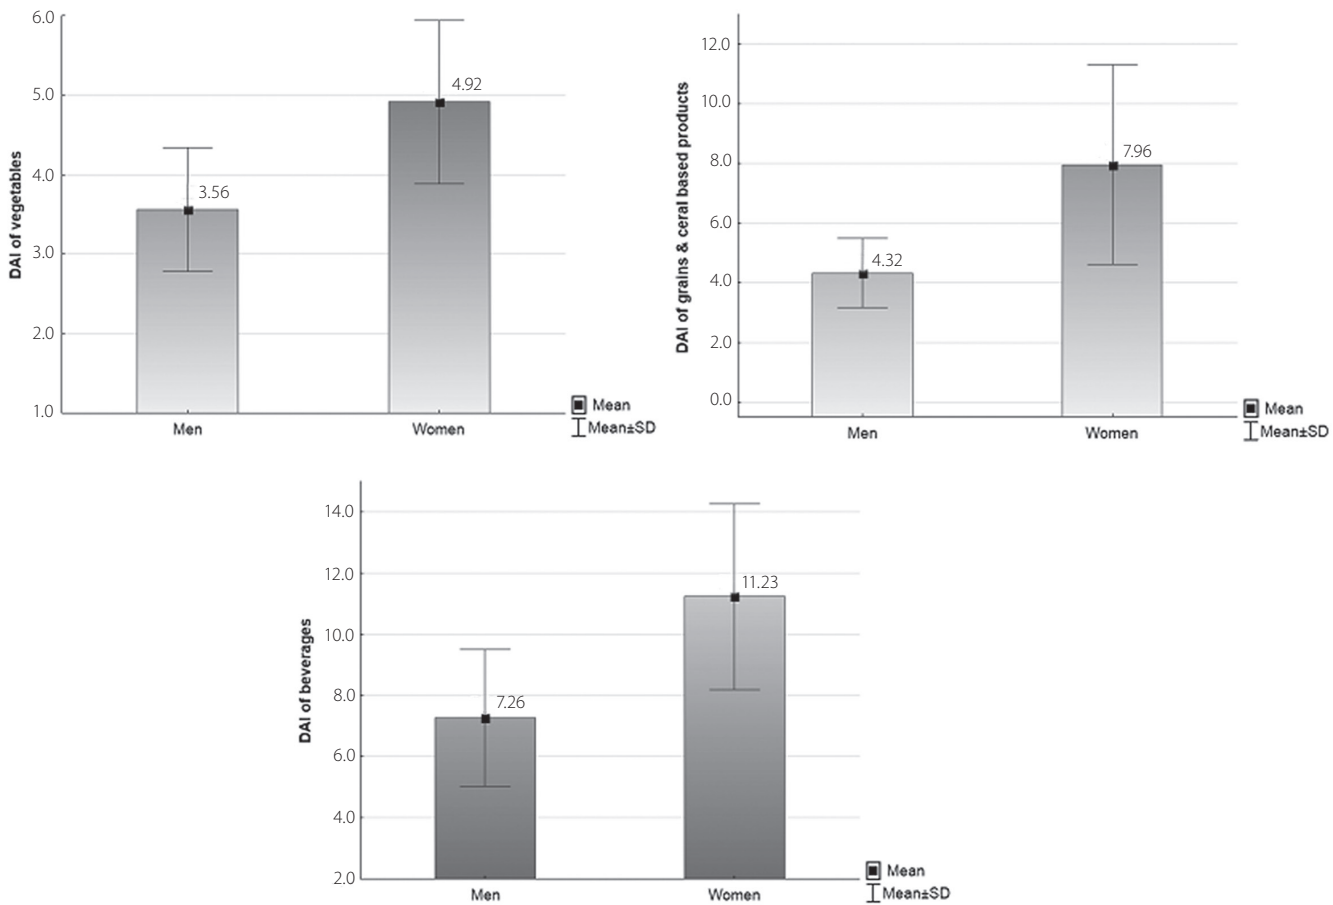 DAI of vegetables
6.0
5.0
4.0
3.0
2.0
1.0
3.56
4.92
Men
Women
Mean
Mean±SD
DAI of grains & ceral based products
12.0
10.0
8.0
6.0
4.0
2.0
0.0
4.32
7.96
Men
Women
Mean
Mean±SD
DAI of beverages
14.0
12.0
10.0
8.0
6.0
4.0
2.0
7.26
11.23
Men
Women
Mean
Mean±SD